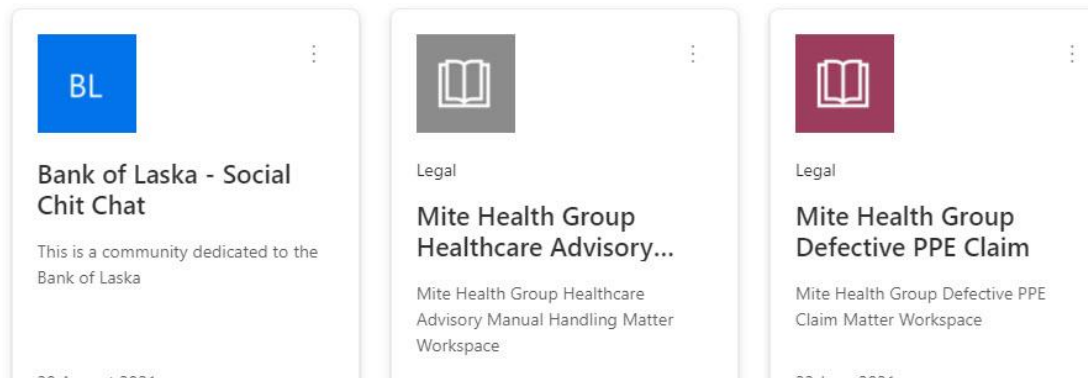 BL
Bank of Laska - Social
Chit Chat
This is a community dedicated to the
Bank of Laska
Legal
Mite Health Group
Healthcare Advisory...
Mite Health Group Healthcare
Advisory Manual Handling Matter
Workspace
Legal
Mite Health Group
Defective PPE Claim
Mite Health Group Defective PPE
Claim Matter Workspace